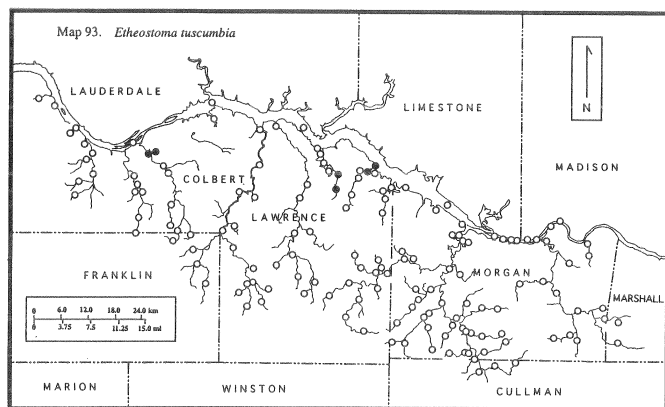 Map 93. Etheostoma tuscumbia
LAUDERDALE
LIMESTONE
N
MADISON
COLBERT
LAWRENCE
FRANKLIN
MORGAN
MARSHALL
0 6.0 12.0 18.0 24.0 km
0 3.75 7.5 11.25 15.0 mi
MARION
WINSTON
CULLMAN